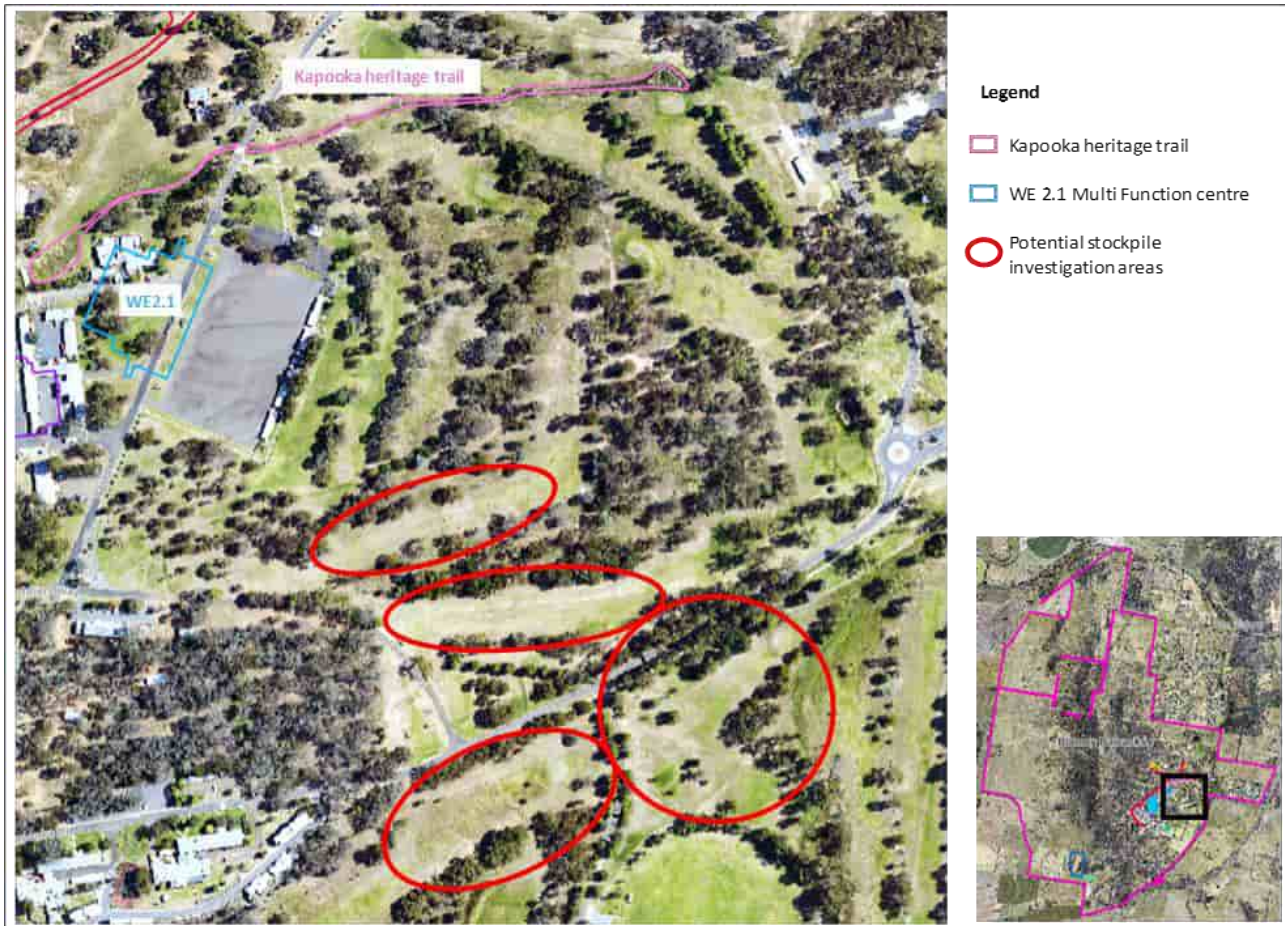 Kapooka heritage trail
WE2.1
Legend
Kapooka heritage trail
WE 2.1 Multi Function centre
Potential stockpile
investigation areas